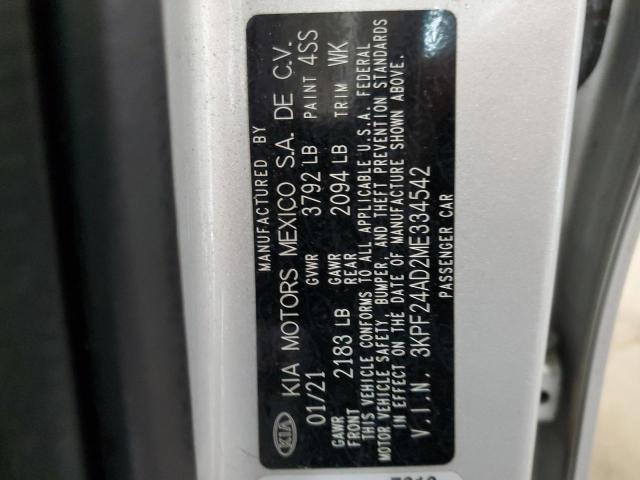 MANUFACTURED BY
KIA KIA MOTORS MEXICO S.A. DE C.V.
01/21 GVWR 3792 LB PAINT 4SS
GAWR FRONT 2183 LB GAWR REAR 2094 LB TRIM WK
THIS VEHICLE CONFORMS TO ALL APPLICABLE U.S.A. FEDERAL
MOTOR VEHICLE SAFETY, BUMPER, AND THEFT PREVENTION STANDARDS
IN EFFECT ON THE DATE OF MANUFACTURE SHOWN ABOVE.
V.I.N. 3KPF24AD2ME334542
PASSENGER CAR